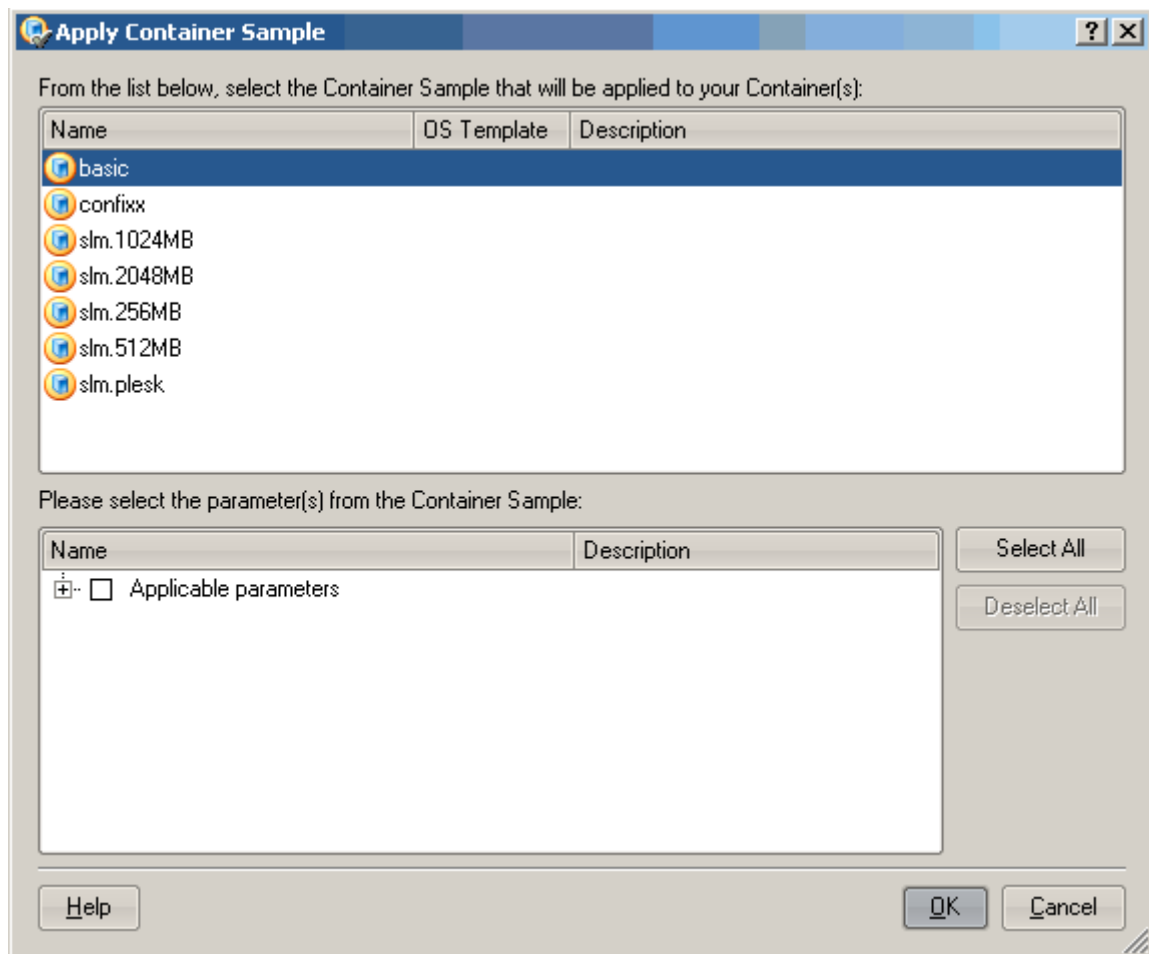 Apply Container Sample
From the list below, select the Container Sample that will be applied to your Container(s):
Name OS Template Description
basic
confixx
slm.1024MB
slm.2048MB
slm.256MB
slm.512MB
slm.plesk
Please select the parameter(s) from the Container Sample:
Name Description
Applicable parameters
Select All
Deselect All
Help OK Cancel